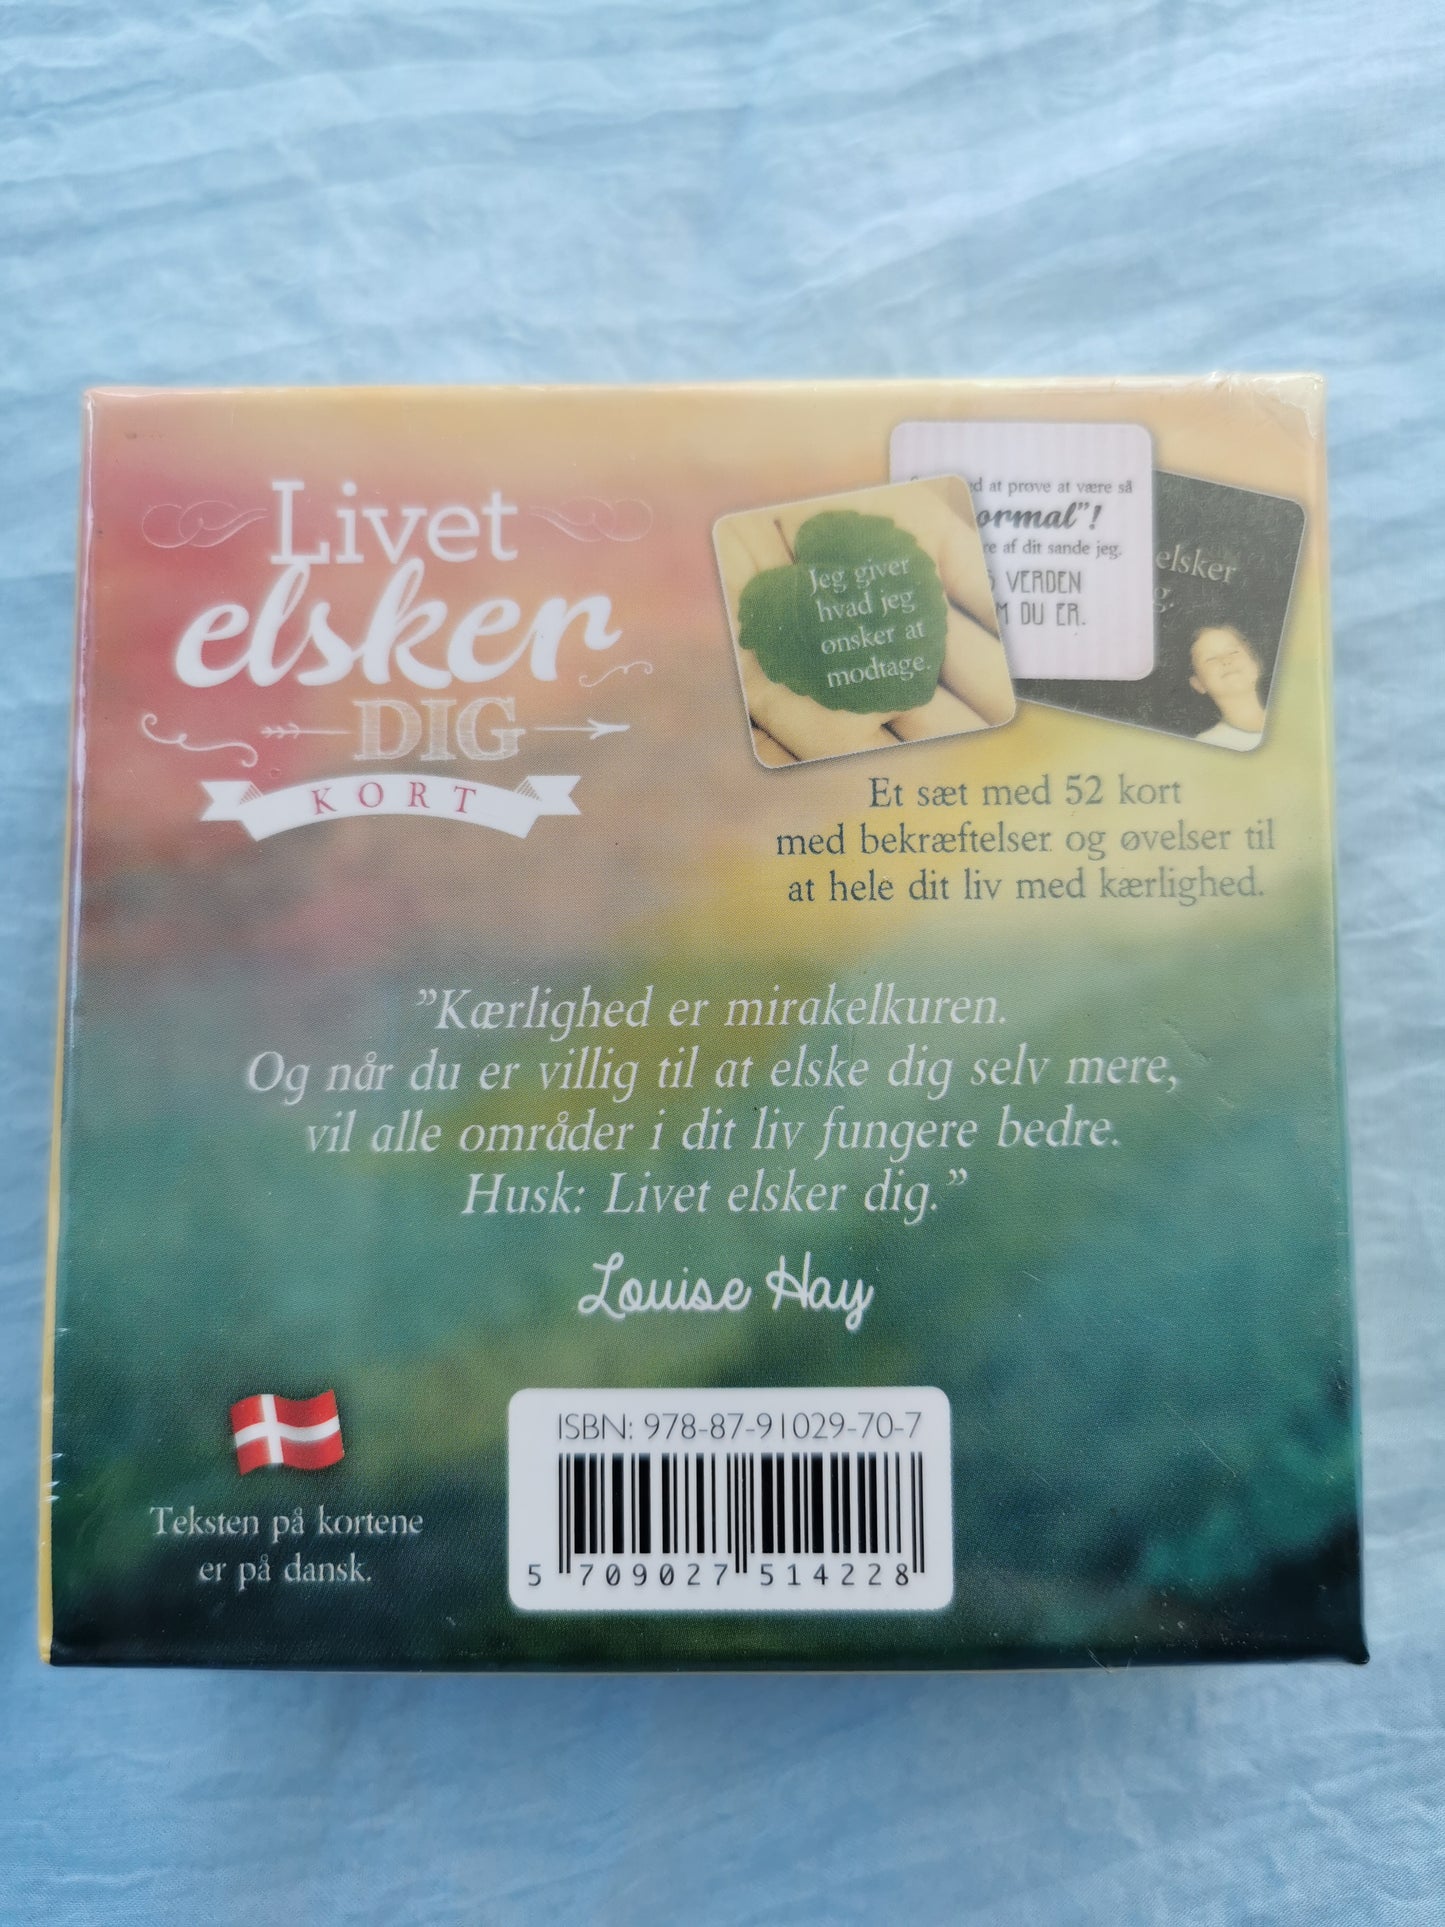 Livet
elsker
DIG
KORT
Jeg giver
hvad jeg
ønsker at
modtage.
at prøve at være så
ormal”!
af dit sande jeg.
VERDEN
DU ER.
elsker
Et sæt med 52 kort
med bekræftelser og øvelser til
at hele dit liv med kærlighed.
”Kærlighed er mirakelkuren.
Og når du er villig til at elske dig selv mere,
vil alle områder i dit liv fungere bedre.
Husk: Livet elsker dig.”
Louise Hay
Teksten på kortene
er på dansk.
ISBN: 978-87-91029-70-7
5 709027 514228